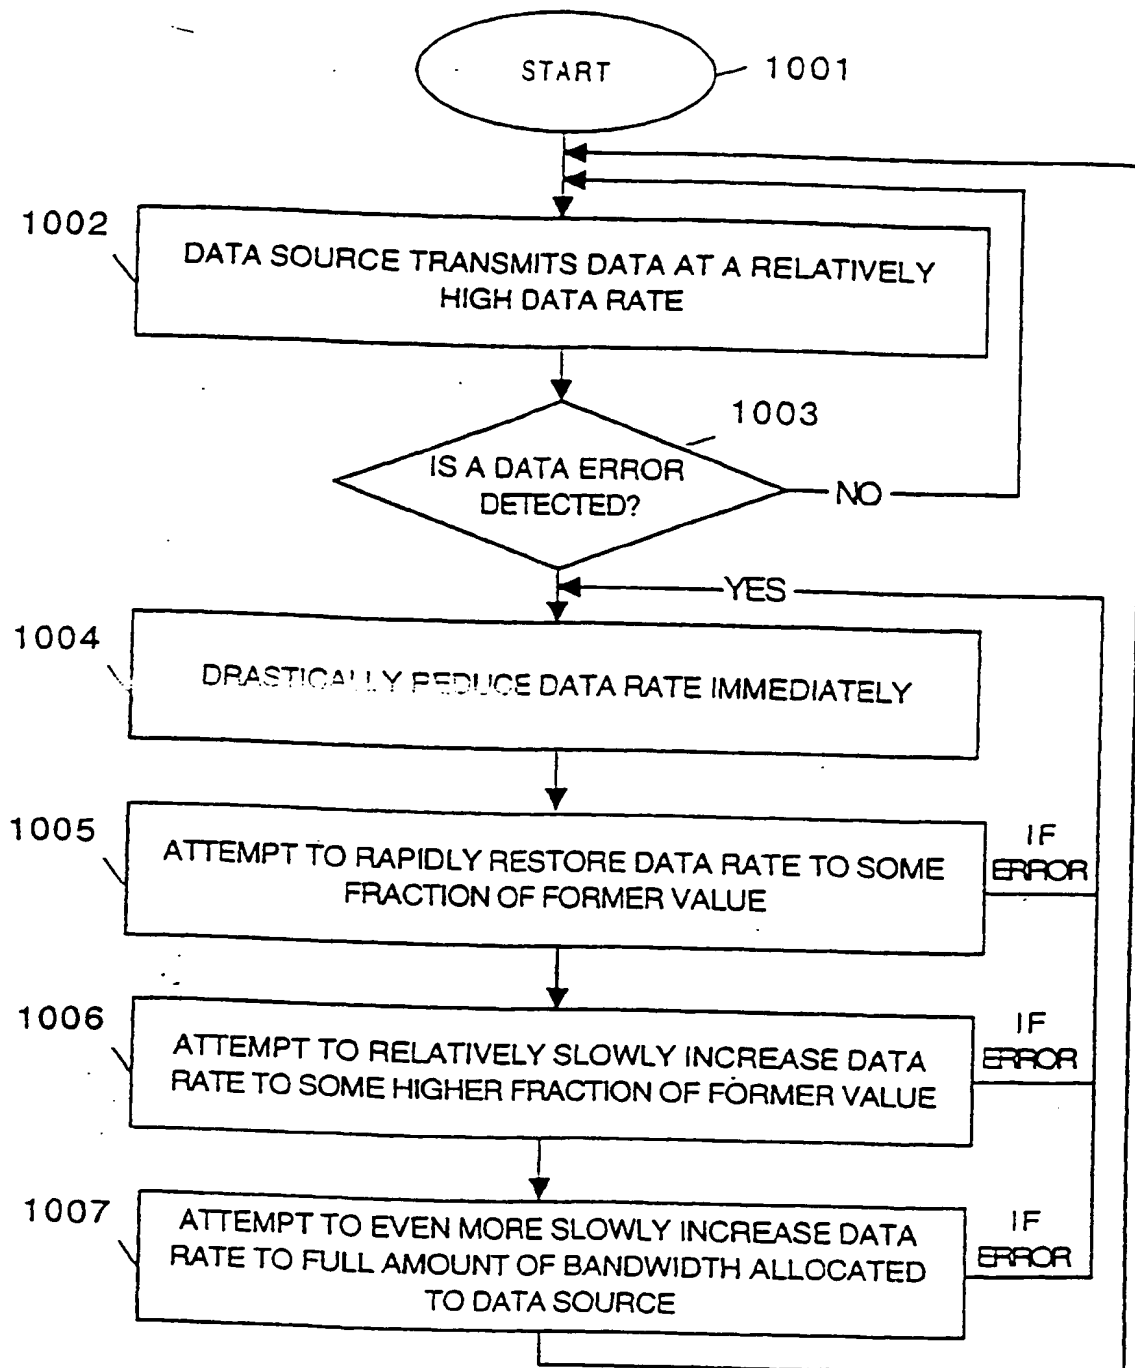 START
1001
1002
DATA SOURCE TRANSMITS DATA AT A RELATIVELY
HIGH DATA RATE
1003
IS A DATA ERROR
DETECTED?
NO
YES
1004
DRASTICALLY REDUCE DATA RATE IMMEDIATELY
1005
ATTEMPT TO RAPIDLY RESTORE DATA RATE TO SOME
FRACTION OF FORMER VALUE
IF
ERROR
1006
ATTEMPT TO RELATIVELY SLOWLY INCREASE DATA
RATE TO SOME HIGHER FRACTION OF FORMER VALUE
IF
ERROR
1007
ATTEMPT TO EVEN MORE SLOWLY INCREASE DATA
RATE TO FULL AMOUNT OF BANDWIDTH ALLOCATED
TO DATA SOURCE
IF
ERROR